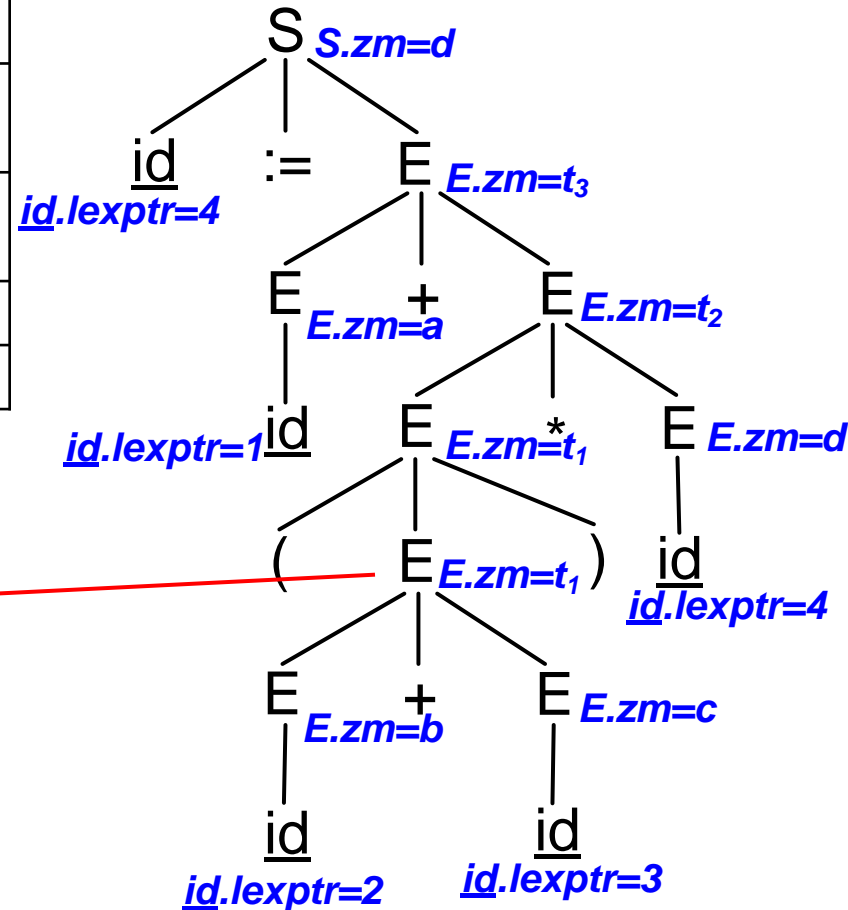 S S.zm=d
id := E E.zm=t₃
id.lexptr=4
E E.zm=a + E E.zm=t₂
id.lexptr=1 id E E.zm=t₁ * E E.zm=d
( E E.zm=t₁ ) id
id.lexptr=4
E E.zm=b + E E.zm=c
id id
id.lexptr=2 id.lexptr=3